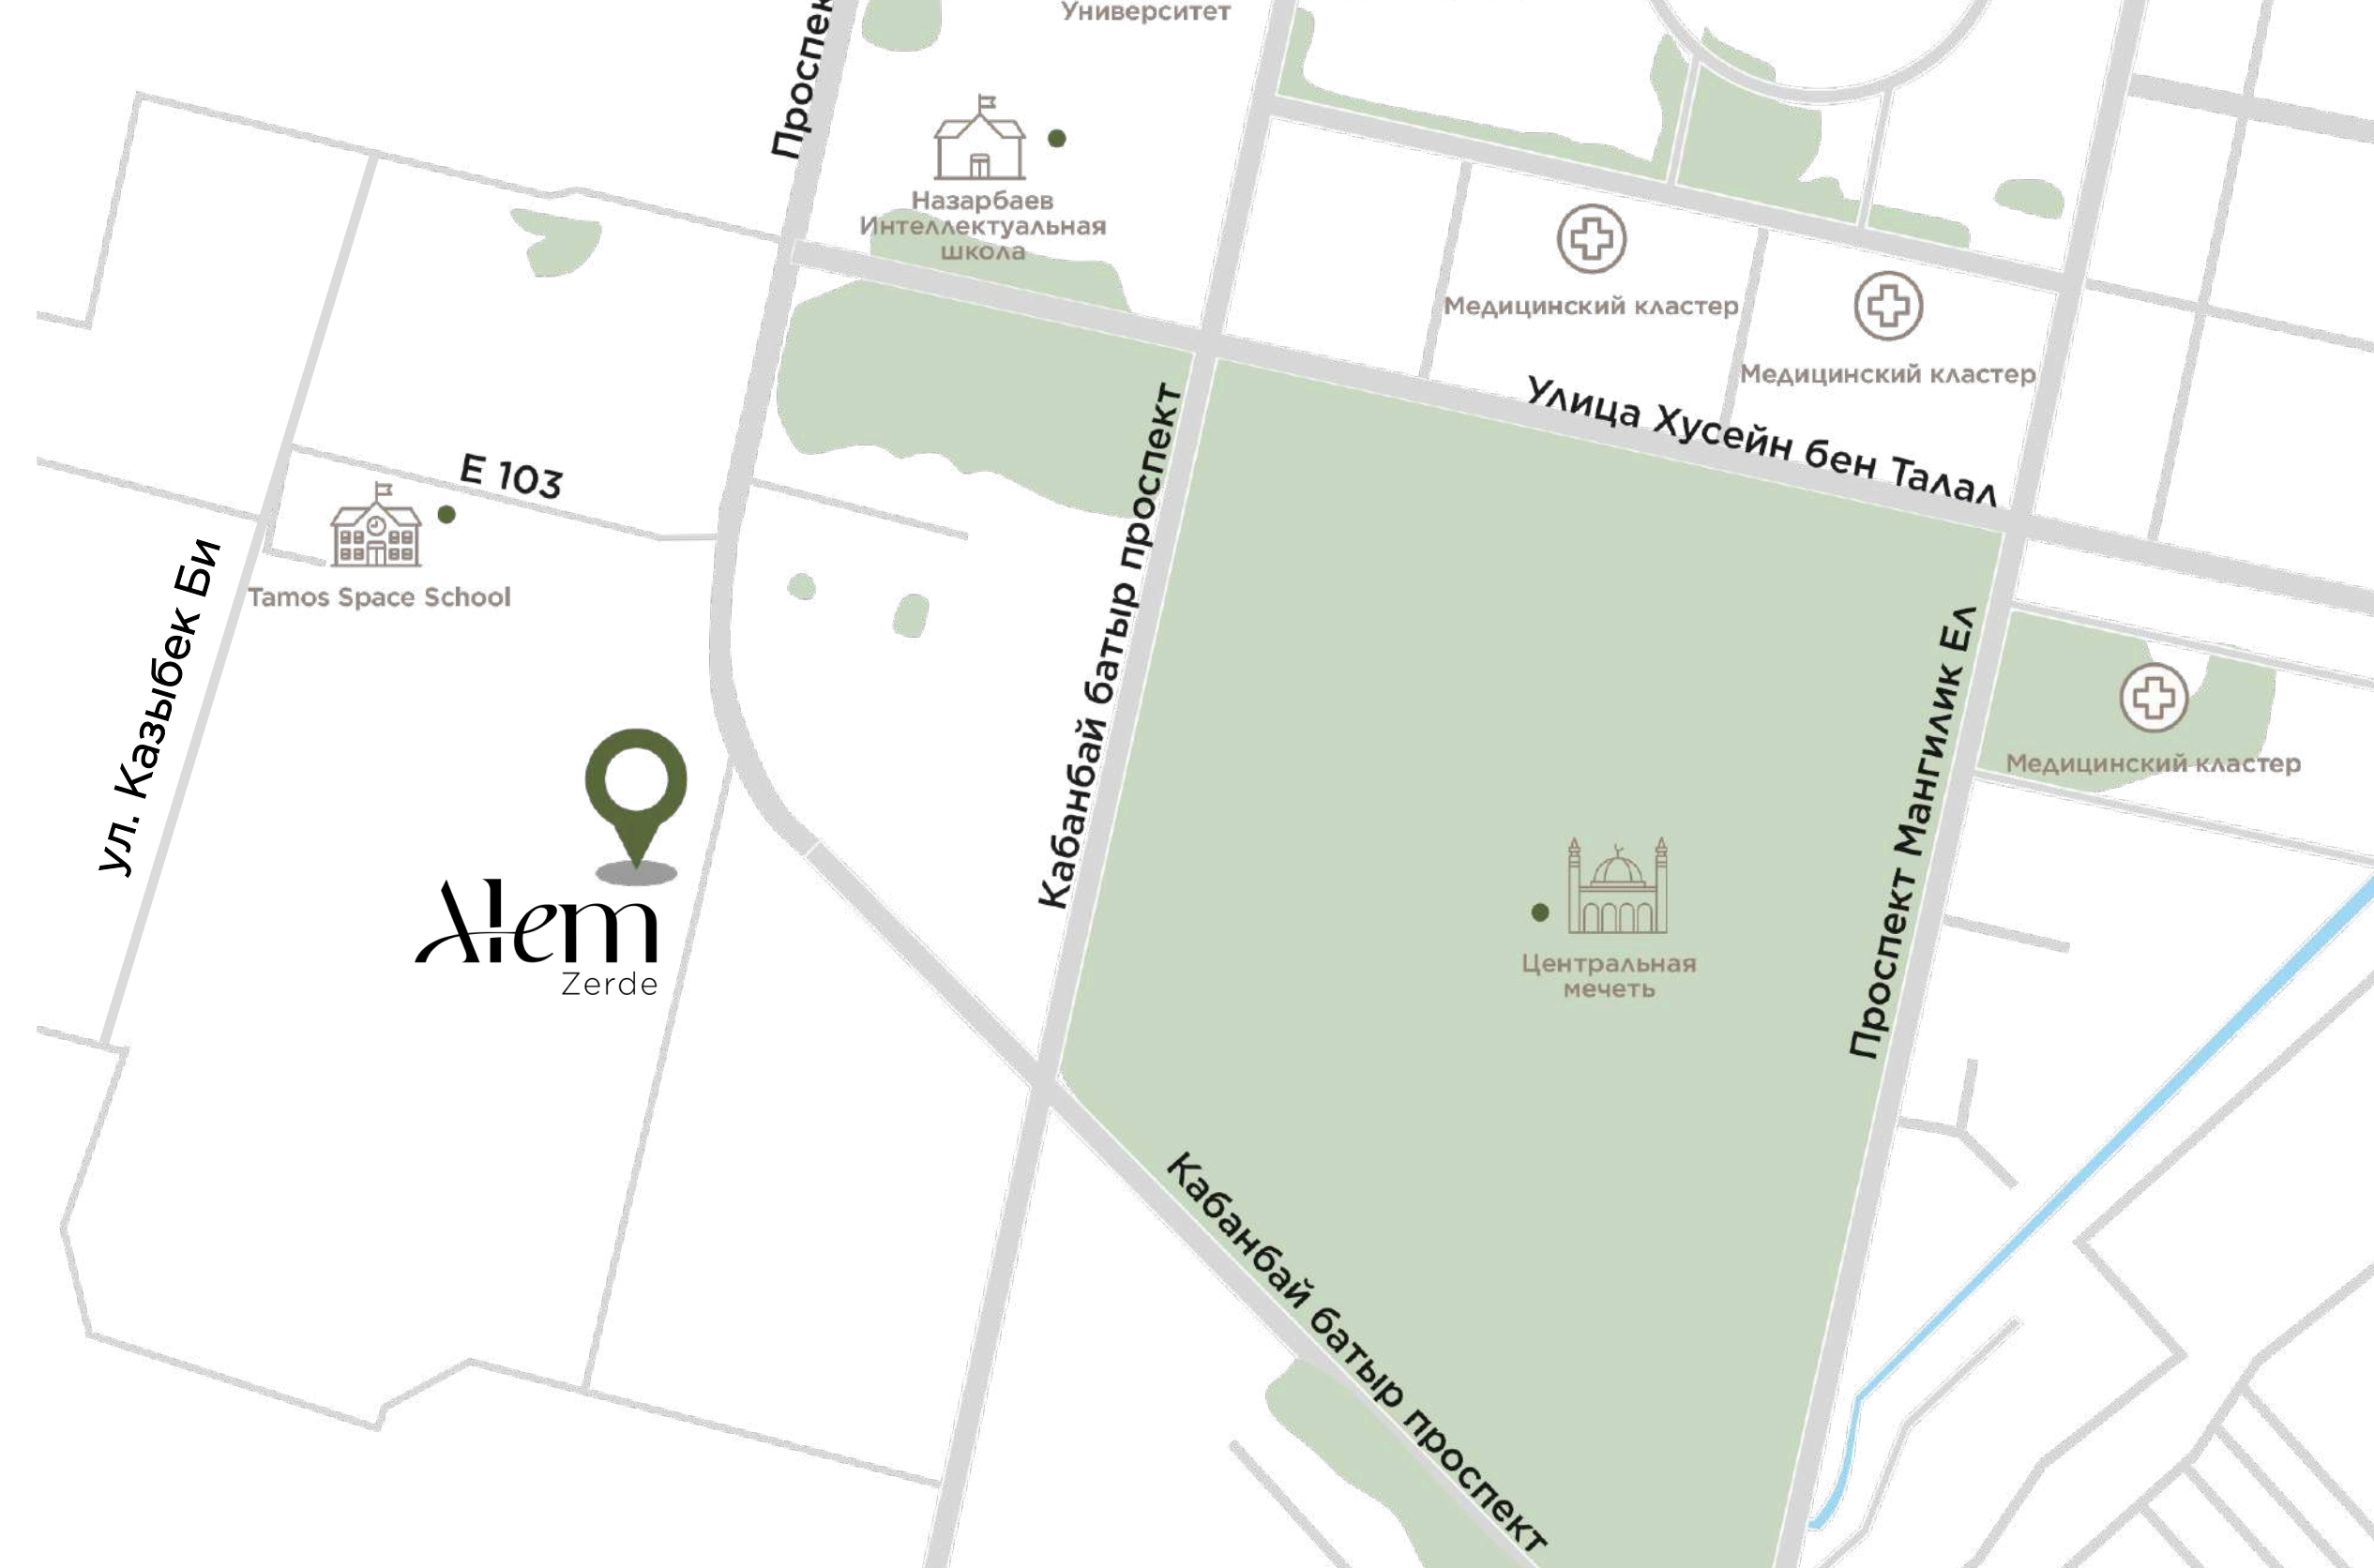 Университет
Проспек
Назарбаев
Интеллектуальная
школа
Медицинский кластер
Медицинский кластер
Улица Хусейн бен Талал
E 103
Tamos Space School
ул. Казыбек Би
Кабанбай батыр проспект
Проспект Мангилик Ел
Медицинский кластер
Alem
Zerde
Центральная
мечеть
Кабанбай батыр проспект